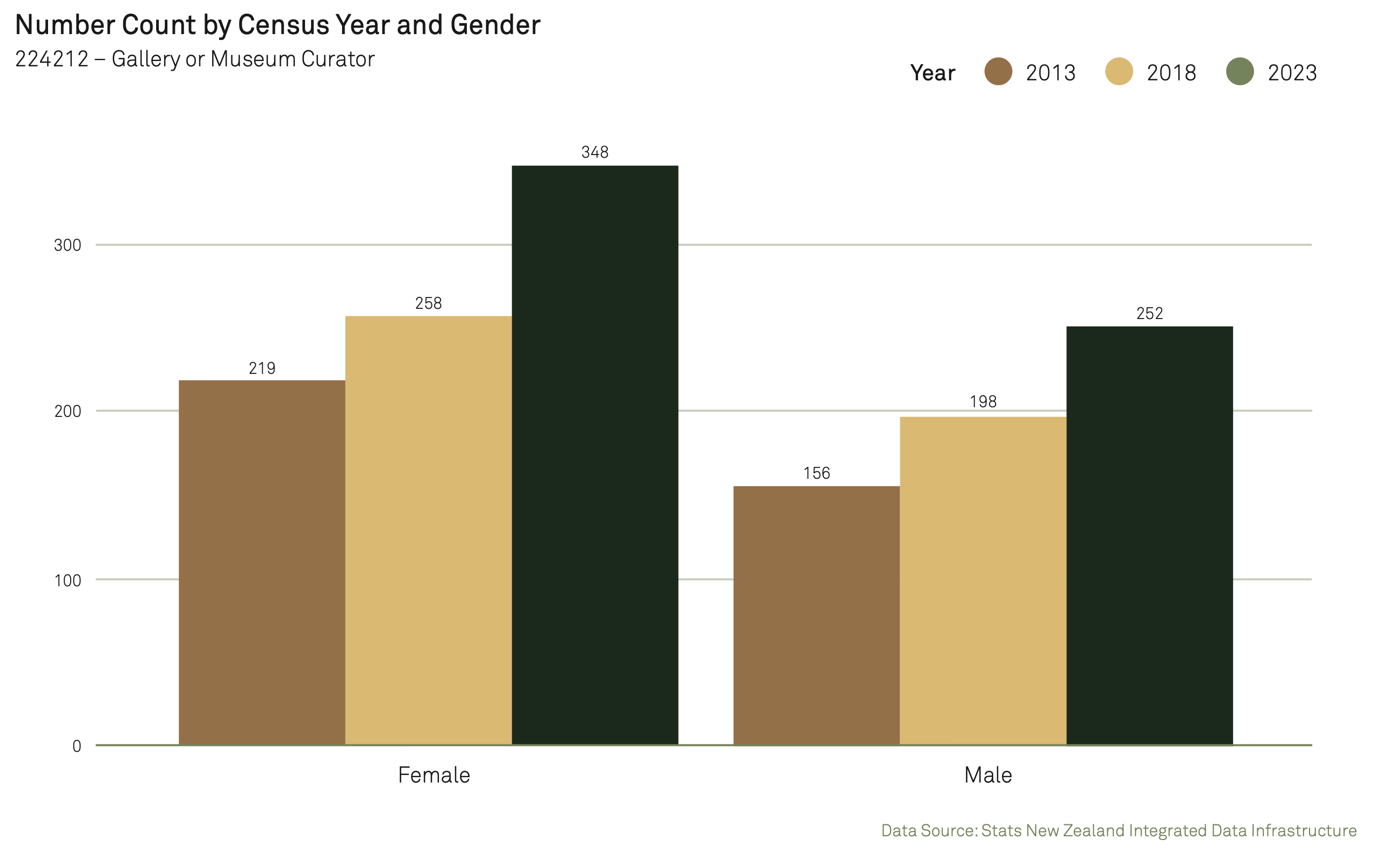 Number Count by Census Year and Gender
224212 – Gallery or Museum Curator
Year 2013 2018 2023
348
300
258
252
219
200
198
156
100
0
Female Male
Data Source: Stats New Zealand Integrated Data Infrastructure